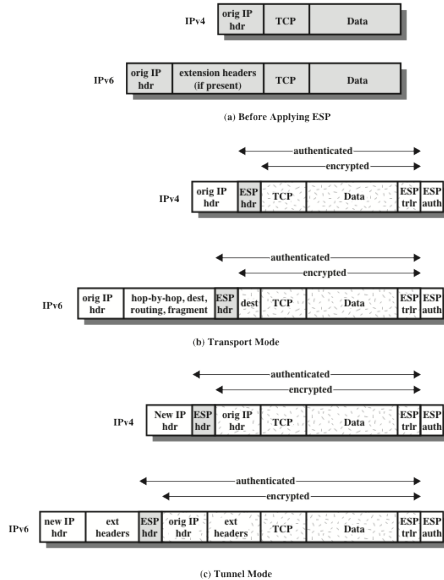 IPv4
orig IP
hdr
TCP
Data
IPv6
orig IP
hdr
extension headers
(if present)
TCP
Data
(a) Before Applying ESP
authenticated
encrypted
IPv4
orig IP
hdr
ESP
hdr
TCP
Data
ESP
trlr
ESP
auth
authenticated
encrypted
IPv6
orig IP
hdr
hop-by-hop, dest,
routing, fragment
ESP
hdr
dest
TCP
Data
ESP
trlr
ESP
auth
(b) Transport Mode
authenticated
encrypted
IPv4
New IP
hdr
ESP
hdr
orig IP
hdr
TCP
Data
ESP
trlr
ESP
auth
authenticated
encrypted
IPv6
new IP
hdr
ext
headers
ESP
hdr
orig IP
hdr
ext
headers
TCP
Data
ESP
trlr
ESP
auth
(c) Tunnel Mode